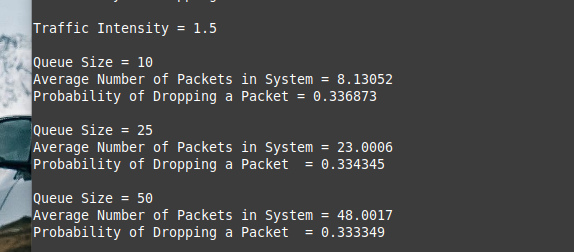 Traffic Intensity = 1.5
Queue Size = 10
Average Number of Packets in System = 8.13052
Probability of Dropping a Packet = 0.336873
Queue Size = 25
Average Number of Packets in System = 23.0006
Probability of Dropping a Packet  = 0.334345
Queue Size = 50
Average Number of Packets in System = 48.0017
Probability of Dropping a Packet  = 0.333349